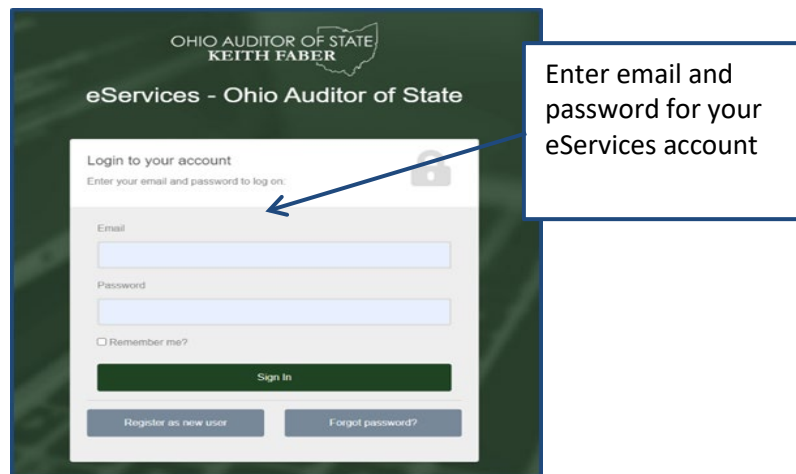 OHIO AUDITOR OF STATE
KEITH FABER
eServices - Ohio Auditor of State
Login to your account
Enter your email and password to log on:
Email
Password
Remember me?
Sign In
Register as new user
Forgot password?
Enter email and
password for your
eServices account